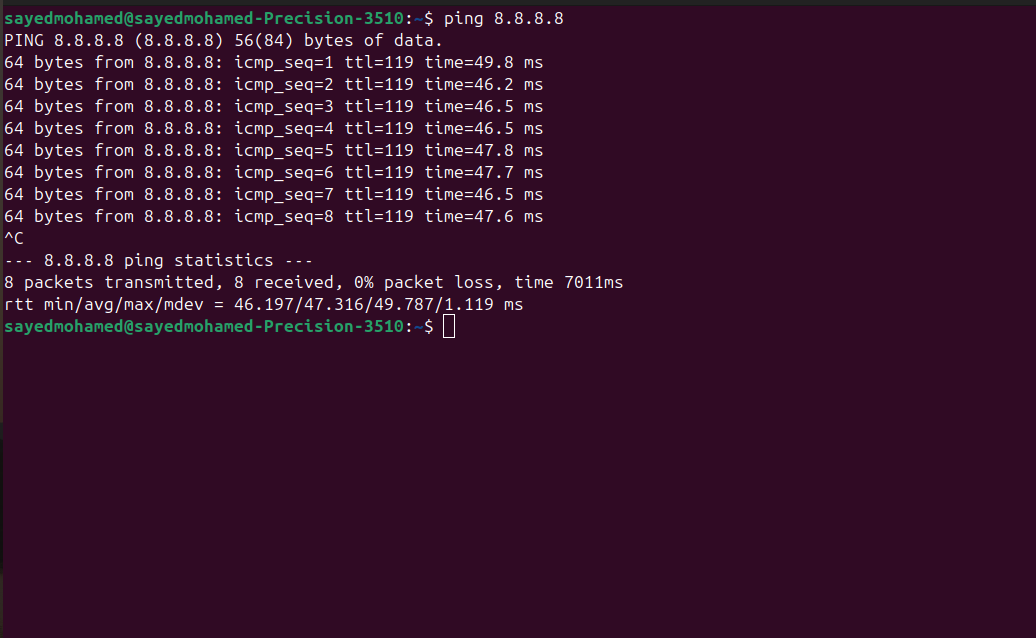 sayedmohamed@sayedmohamed-Precision-3510:~$ ping 8.8.8.8
PING 8.8.8.8 (8.8.8.8) 56(84) bytes of data.
64 bytes from 8.8.8.8: icmp_seq=1 ttl=119 time=49.8 ms
64 bytes from 8.8.8.8: icmp_seq=2 ttl=119 time=46.2 ms
64 bytes from 8.8.8.8: icmp_seq=3 ttl=119 time=46.5 ms
64 bytes from 8.8.8.8: icmp_seq=4 ttl=119 time=46.5 ms
64 bytes from 8.8.8.8: icmp_seq=5 ttl=119 time=47.8 ms
64 bytes from 8.8.8.8: icmp_seq=6 ttl=119 time=47.7 ms
64 bytes from 8.8.8.8: icmp_seq=7 ttl=119 time=46.5 ms
64 bytes from 8.8.8.8: icmp_seq=8 ttl=119 time=47.6 ms
^C
--- 8.8.8.8 ping statistics ---
8 packets transmitted, 8 received, 0% packet loss, time 7011ms
rtt min/avg/max/mdev = 46.197/47.316/49.787/1.119 ms
sayedmohamed@sayedmohamed-Precision-3510:~$